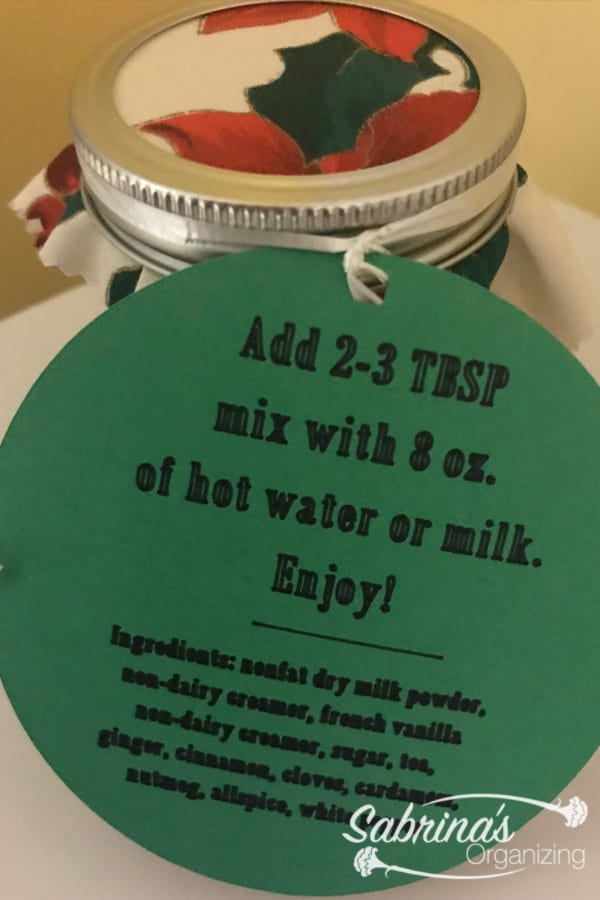 Add 2-3 TBSP
mix with 8 oz.
of hot water or milk.
Enjoy!
Ingredients: nonfat dry milk powder,
non-dairy creamer, french vanilla
non-dairy creamer, sugar, tea,
ginger, cinnamon, cloves, cardamom,
nutmeg, allspice, white
Sabrina's
Organizing